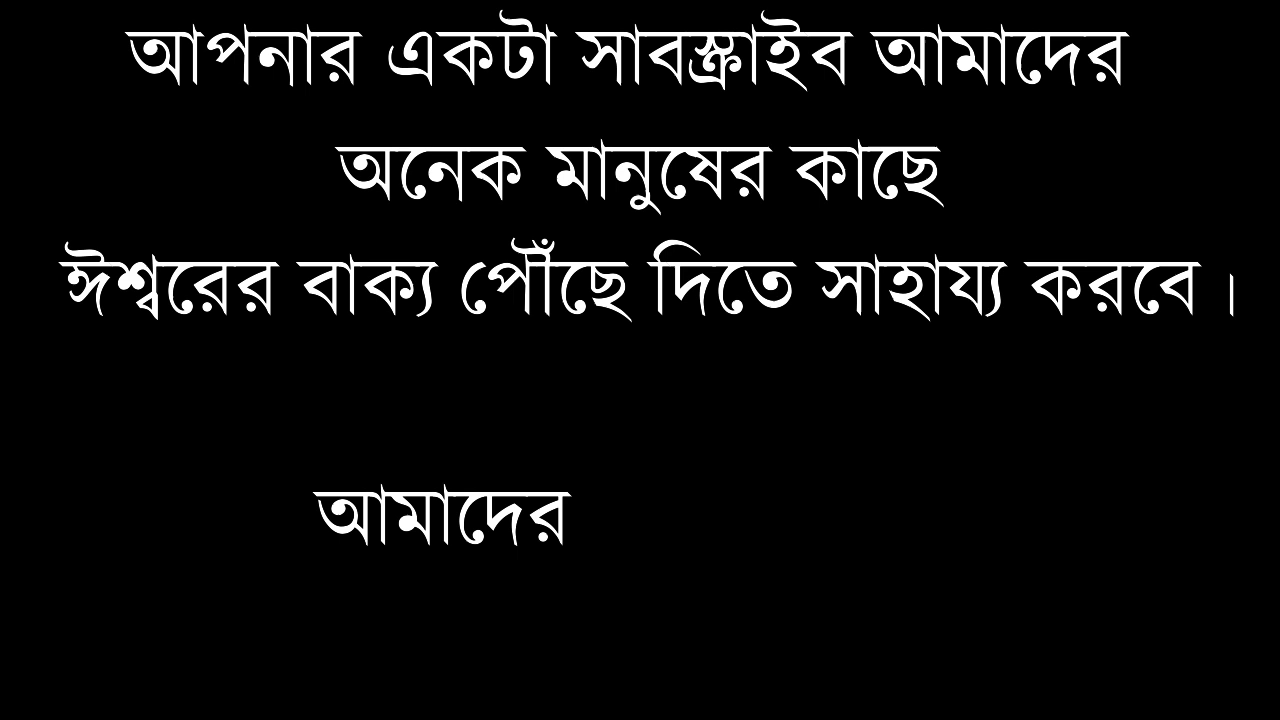 আপনার একটা সাবস্ক্রাইব আমাদের
অনেক মানুষের কাছে
ঈশ্বরের বাক্য পৌঁছে দিতে সাহায্য করবে ।
আমাদের